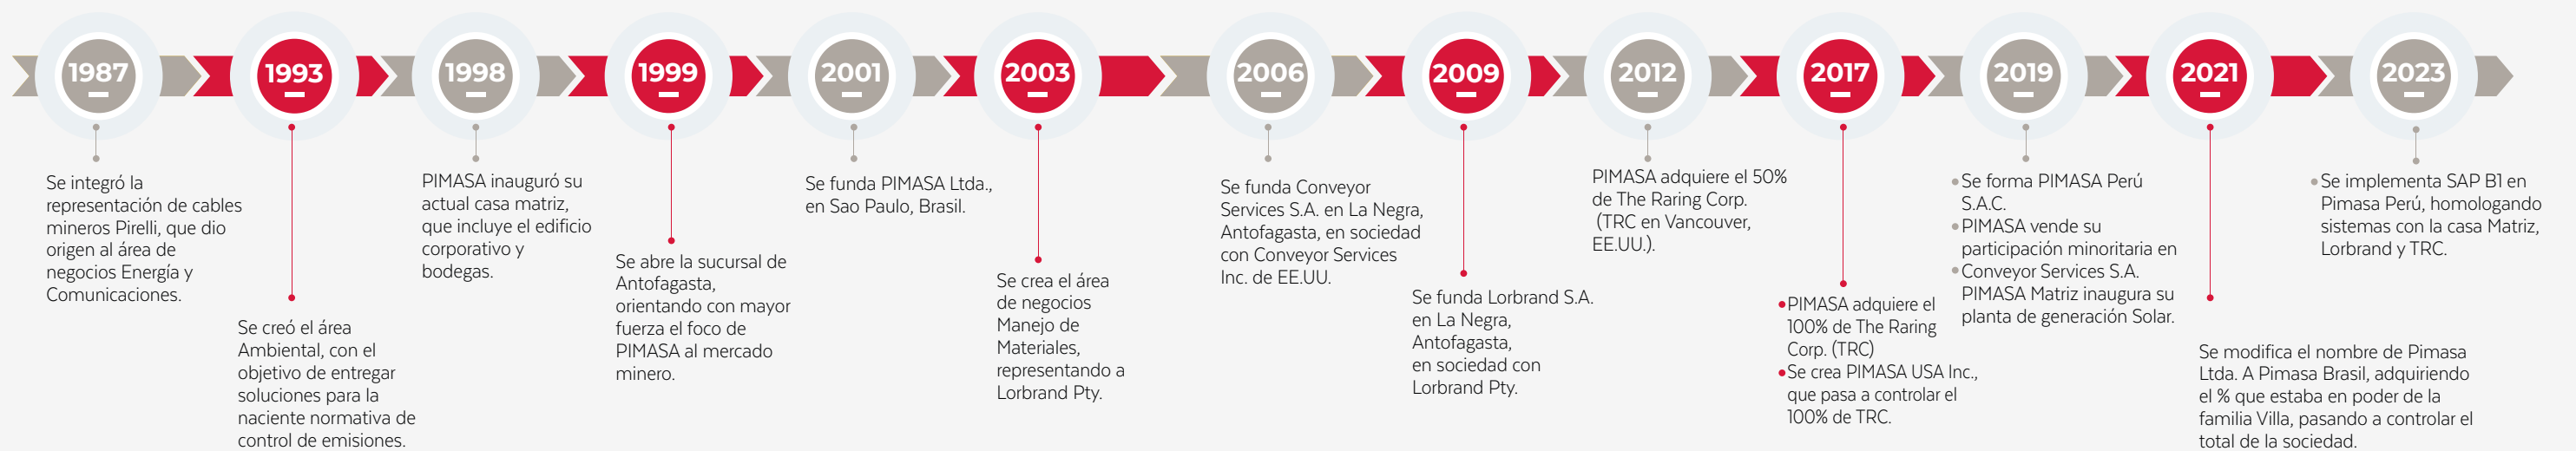 1987
Se integró la
representación de cables
mineros Pirelli, que dio
origen al área de
negocios Energía y
Comunicaciones.
1993
Se creó el área
Ambiental, con el
objetivo de entregar
soluciones para la
naciente normativa de
control de emisiones.
1998
PIMASA inauguró su
actual casa matriz,
que incluye el edificio
corporativo y
bodegas.
1999
Se abre la sucursal de
Antofagasta,
orientando con mayor
fuerza el foco de
PIMASA al mercado
minero.
2001
Se funda PIMASA Ltda.,
en Sao Paulo, Brasil.
2003
Se crea el área
de negocios
Manejo de
Materiales,
representando a
Lorbrand Pty.
2006
Se funda Conveyor
Services S.A. en La Negra,
Antofagasta, en sociedad
con Conveyor Services
Inc. de EE.UU.
2009
Se funda Lorbrand S.A.
en La Negra,
Antofagasta,
en sociedad con
Lorbrand Pty.
2012
PIMASA adquiere el 50%
de The Raring Corp.
(TRC en Vancouver,
EE.UU.).
2017
•PIMASA adquiere el
100% de The Raring
Corp. (TRC)
•Se crea PIMASA USA Inc.,
que pasa a controlar el
100% de TRC.
2019
•Se forma PIMASA Perú
S.A.C.
•PIMASA vende su
participación minoritaria en
•Conveyor Services S.A.
PIMASA Matriz inaugura su
planta de generación Solar.
2021
Se modifica el nombre de Pimasa
Ltda. A Pimasa Brasil, adquiriendo
el % que estaba en poder de la
familia Villa, pasando a controlar el
total de la sociedad.
2023
•Se implementa SAP B1 en
Pimasa Perú, homologando
sistemas con la casa Matriz,
Lorbrand y TRC.